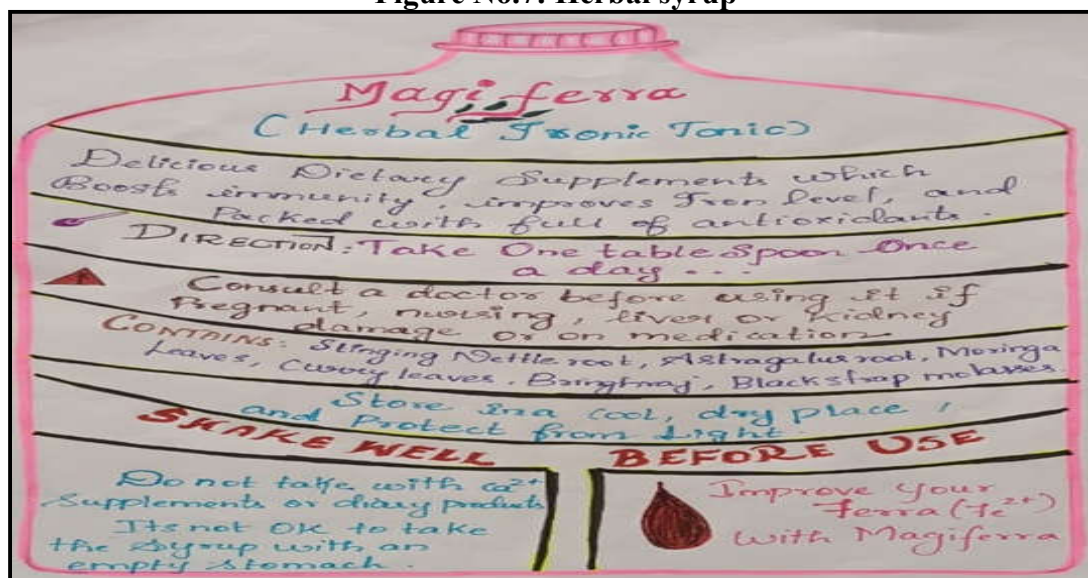 Figure No.7: Herbal syrup
Magiferra
(Herbal Ironic Tonic)
Delicious Dietary Supplements which
Boosts immunity, improves Iron level, and
Packed with full of antioxidants.
DIRECTION: Take One table Spoon Once
a day...
Consult a doctor before using it if
Pregnant, nursing, liver or Kidney
damage or on medication
CONTAINS: Stinging Nettle root, Astragalus root, Moringa
Leaves, Curry leaves, Bringhraj, Black strap molasses.
Store in a cool, dry place,
and Protect from Light.
SHAKE WELL BEFORE USE
Do not take with Ca²⁺
Supplements or diary products
Its not OK to take
the Syrup with an
empty stomach.
Improve your
Ferra (Fe²⁺)
with Magiferra